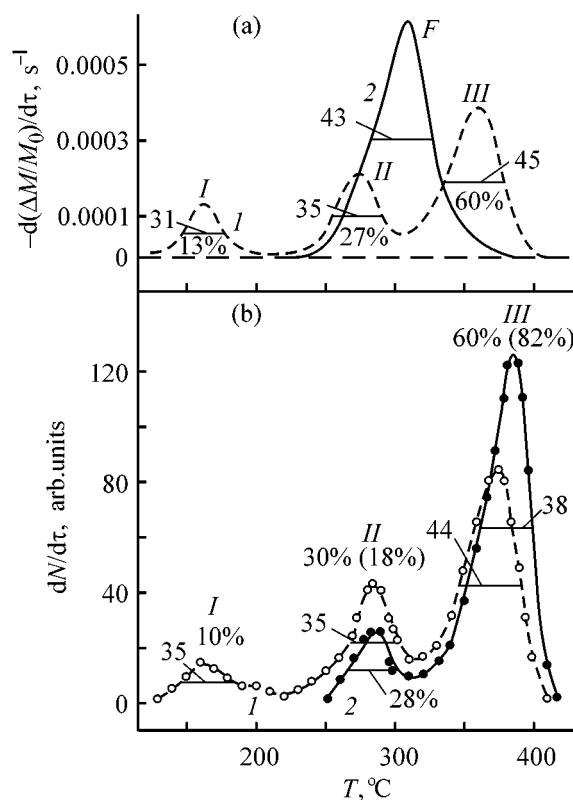 (a)
F
–d(ΔM/M₀)/dτ, s⁻¹
0.0005
0.0003
0.0001
0
2
III
43
II
45
I
60%
35
31
1
27%
13%
(b)
III
60% (82%)
dN/dτ, arb.units
120
80
40
0
38
44
II
30% (18%)
I
10%
35
35
1
2
28%
200
300
400
T, °C